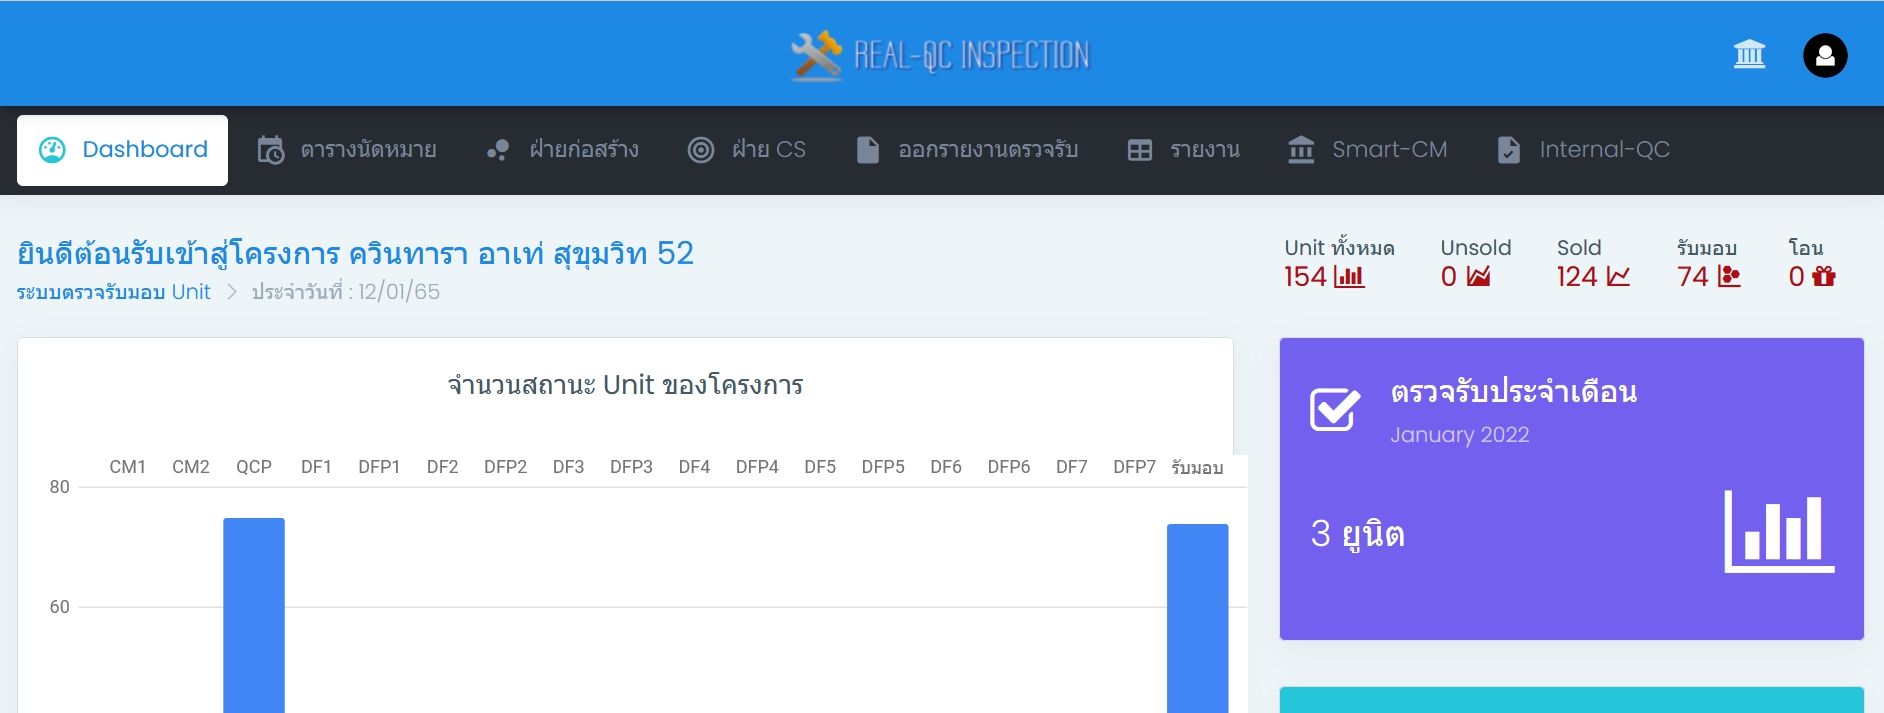 REAL-QC INSPECTION
Dashboard ตารางนัดหมาย ฝ่ายก่อสร้าง ฝ่าย CS ออกรายงานตรวจรับ รายงาน Smart-CM Internal-QC
ยินดีต้อนรับเข้าสู่โครงการ ควินทารา อาเท่ สุขุมวิท 52
ระบบตรวจรับมอบ Unit > ประจำวันที่ : 12/01/65
Unit ทั้งหมด Unsold Sold รับมอบ โอน
154 0 124 74 0
จำนวนสถานะ Unit ของโครงการ
CM1 CM2 QCP DF1 DFP1 DF2 DFP2 DF3 DFP3 DF4 DFP4 DF5 DFP5 DF6 DFP6 DF7 DFP7 รับมอบ
80
60
ตรวจรับประจำเดือน
January 2022
3 ยูนิต